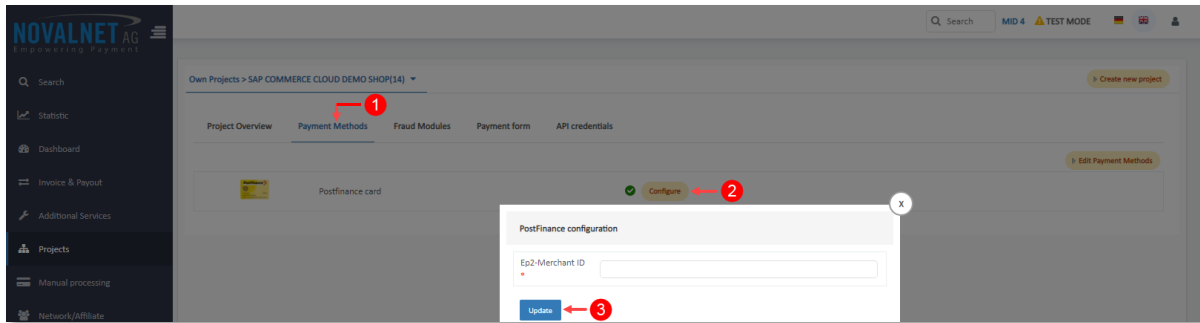 NOVALNET AG
Empowering Payment
Search
MID 4
TEST MODE
Search
Statistic
Dashboard
Invoice & Payout
Additional Services
Projects
Manual processing
Network/Affiliate
Own Projects > SAP COMMERCE CLOUD DEMO SHOP(14)
Create new project
1
Project Overview
Payment Methods
Fraud Modules
Payment form
API credentials
Edit Payment Methods
Postfinance card
Configure
2
x
PostFinance configuration
Ep2-Merchant ID
*
Update
3